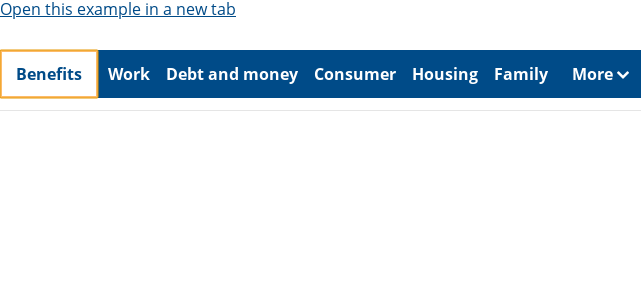 Open this example in a new tab
Benefits Work Debt and money Consumer Housing Family More